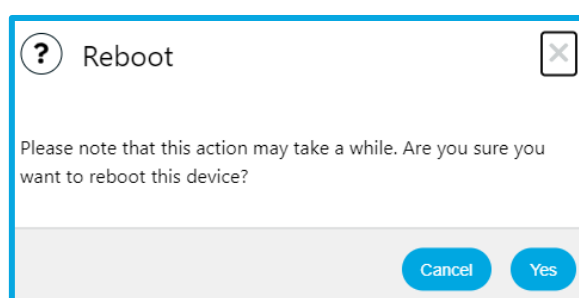 ? Reboot
Please note that this action may take a while. Are you sure you
want to reboot this device?
Cancel Yes